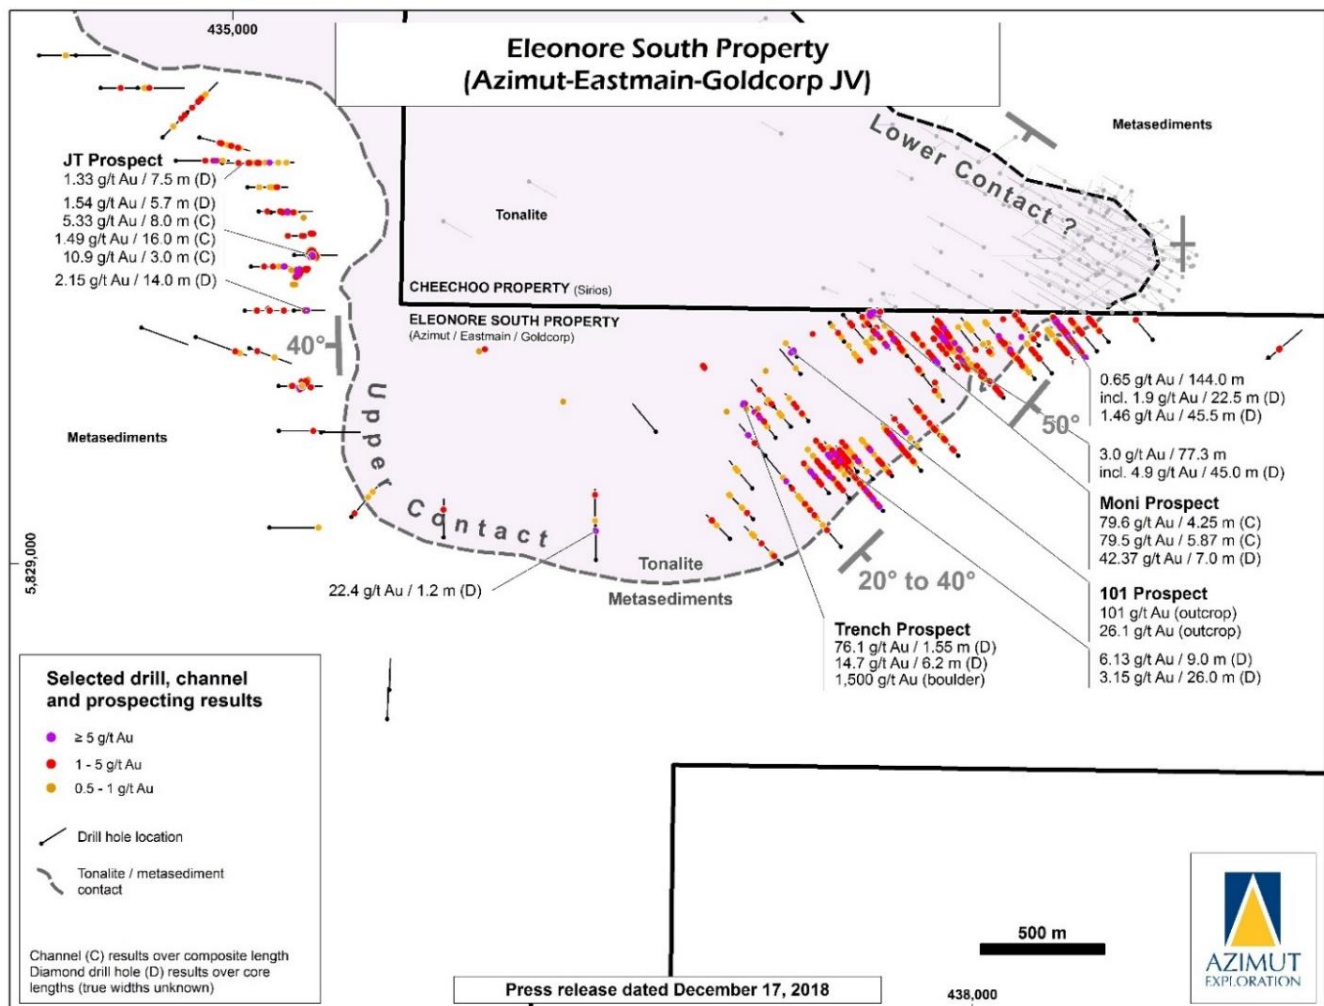 435,000
Eleonore South Property
(Azimut-Eastmain-Goldcorp JV)
Metasediments
Lower Contact ?
JT Prospect
1.33 g/t Au / 7.5 m (D)
1.54 g/t Au / 5.7 m (D)
5.33 g/t Au / 8.0 m (C)
1.49 g/t Au / 16.0 m (C)
10.9 g/t Au / 3.0 m (C)
2.15 g/t Au / 14.0 m (D)
Tonalite
CHEECHOO PROPERTY (Sirios)
ELEONORE SOUTH PROPERTY
(Azimut / Eastmain / Goldcorp)
40°
Metasediments
Upper Contact
0.65 g/t Au / 144.0 m
incl. 1.9 g/t Au / 22.5 m (D)
1.46 g/t Au / 45.5 m (D)
50°
3.0 g/t Au / 77.3 m
incl. 4.9 g/t Au / 45.0 m (D)
Moni Prospect
79.6 g/t Au / 4.25 m (C)
79.5 g/t Au / 5.87 m (C)
42.37 g/t Au / 7.0 m (D)
5,829,000
22.4 g/t Au / 1.2 m (D)
Tonalite
Metasediments
20° to 40°
101 Prospect
101 g/t Au (outcrop)
26.1 g/t Au (outcrop)
6.13 g/t Au / 9.0 m (D)
3.15 g/t Au / 26.0 m (D)
Trench Prospect
76.1 g/t Au / 1.55 m (D)
14.7 g/t Au / 6.2 m (D)
1,500 g/t Au (boulder)
Selected drill, channel
and prospecting results
≥ 5 g/t Au
1 - 5 g/t Au
0.5 - 1 g/t Au
Drill hole location
Tonalite / metasediment
contact
Channel (C) results over composite length
Diamond drill hole (D) results over core
lengths (true widths unknown)
500 m
Press release dated December 17, 2018
438,000
AZIMUT
EXPLORATION